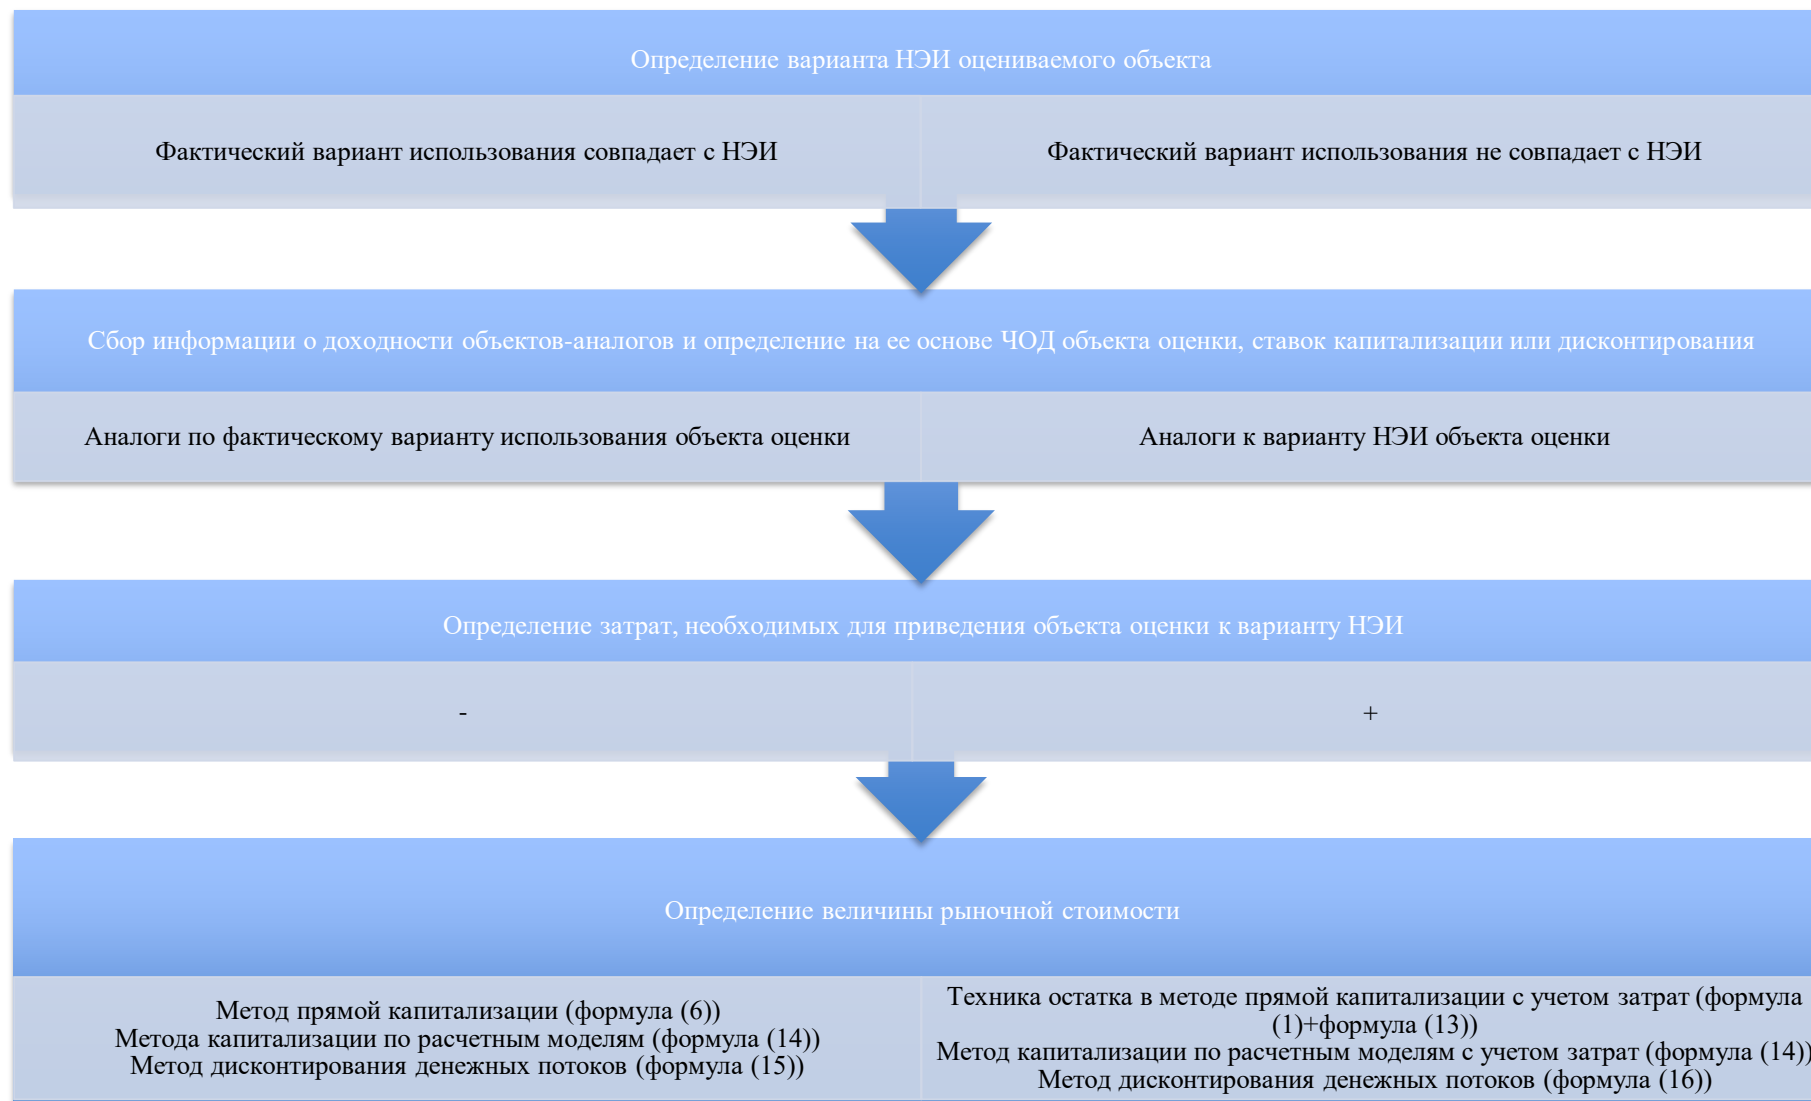 Определение варианта НЭИ оцениваемого объекта
Фактический вариант использования совпадает с НЭИ
Фактический вариант использования не совпадает с НЭИ
Сбор информации о доходности объектов-аналогов и определение на ее основе ЧОД объекта оценки, ставок капитализации или дисконтирования
Аналоги по фактическому варианту использования объекта оценки
Аналоги к варианту НЭИ объекта оценки
Определение затрат, необходимых для приведения объекта оценки к варианту НЭИ
-
+
Определение величины рыночной стоимости
Метод прямой капитализации (формула (6))
Метода капитализации по расчетным моделям (формула (14))
Метод дисконтирования денежных потоков (формула (15))
Техника остатка в методе прямой капитализации с учетом затрат (формула
(1)+формула (13))
Метод капитализации по расчетным моделям с учетом затрат (формула (14))
Метод дисконтирования денежных потоков (формула (16))